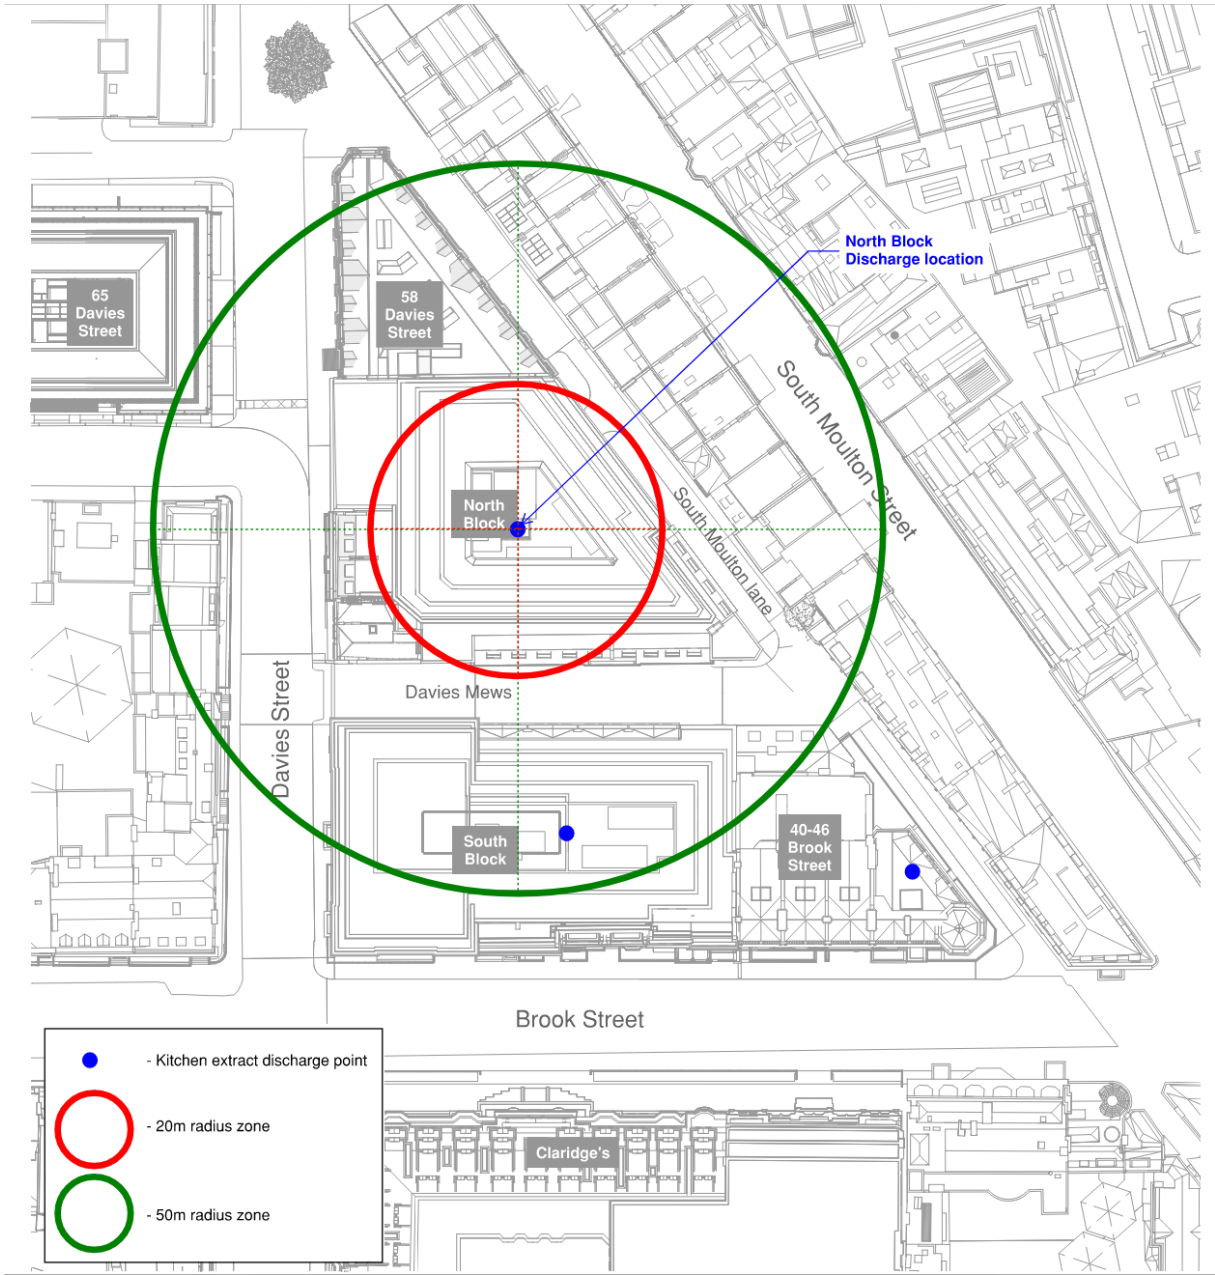 North Block
Discharge location
65
Davies
Street
58
Davies
Street
South Moulton Street
North
Block
South Moulton lane
Davies Mews
Davies Street
South
Block
40-46
Brook
Street
Brook Street
- Kitchen extract discharge point
- 20m radius zone
Claridge's
- 50m radius zone